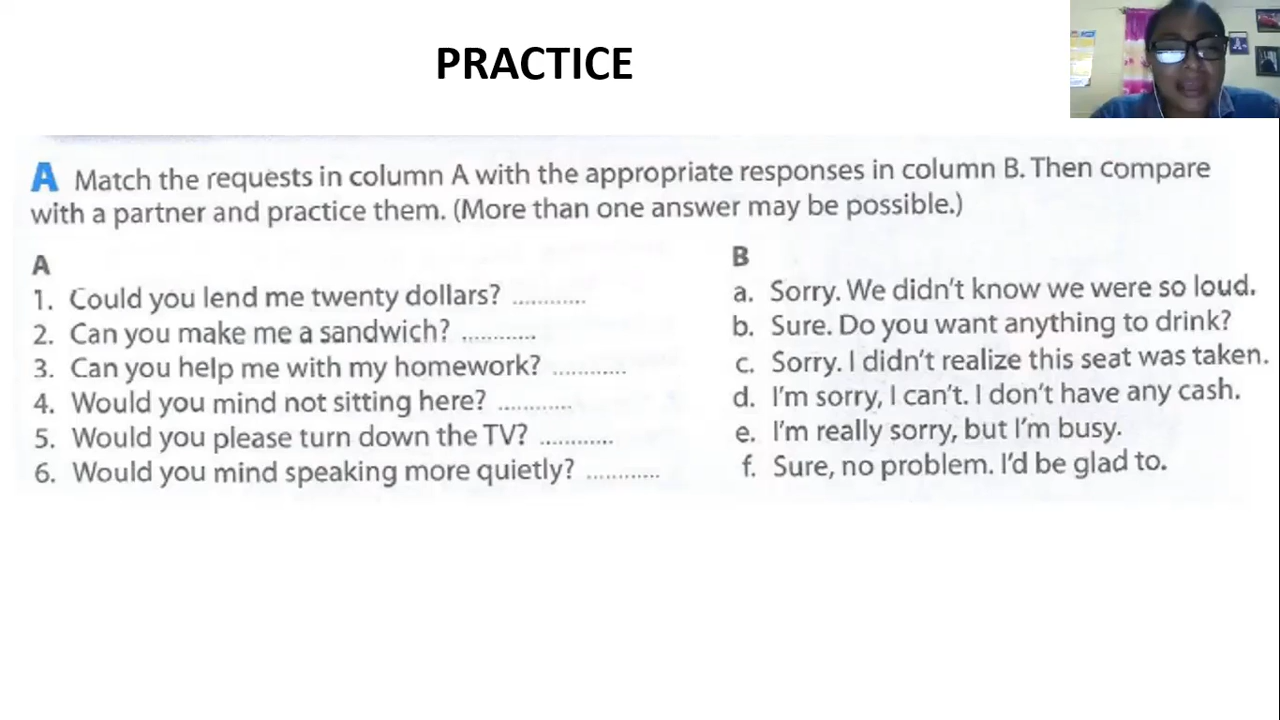 PRACTICE
A Match the requests in column A with the appropriate responses in column B. Then compare
with a partner and practice them. (More than one answer may be possible.)
A
1. Could you lend me twenty dollars? ............
2. Can you make me a sandwich? ............
3. Can you help me with my homework? ............
4. Would you mind not sitting here? ............
5. Would you please turn down the TV? ............
6. Would you mind speaking more quietly? ............
B
a. Sorry. We didn't know we were so loud.
b. Sure. Do you want anything to drink?
c. Sorry. I didn't realize this seat was taken.
d. I'm sorry, I can't. I don't have any cash.
e. I'm really sorry, but I'm busy.
f. Sure, no problem. I'd be glad to.